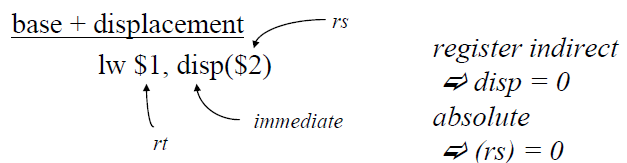 base + displacement
rs
lw $1, disp($2)
immediate
rt
register indirect
⇨ disp = 0
absolute
⇨ (rs) = 0